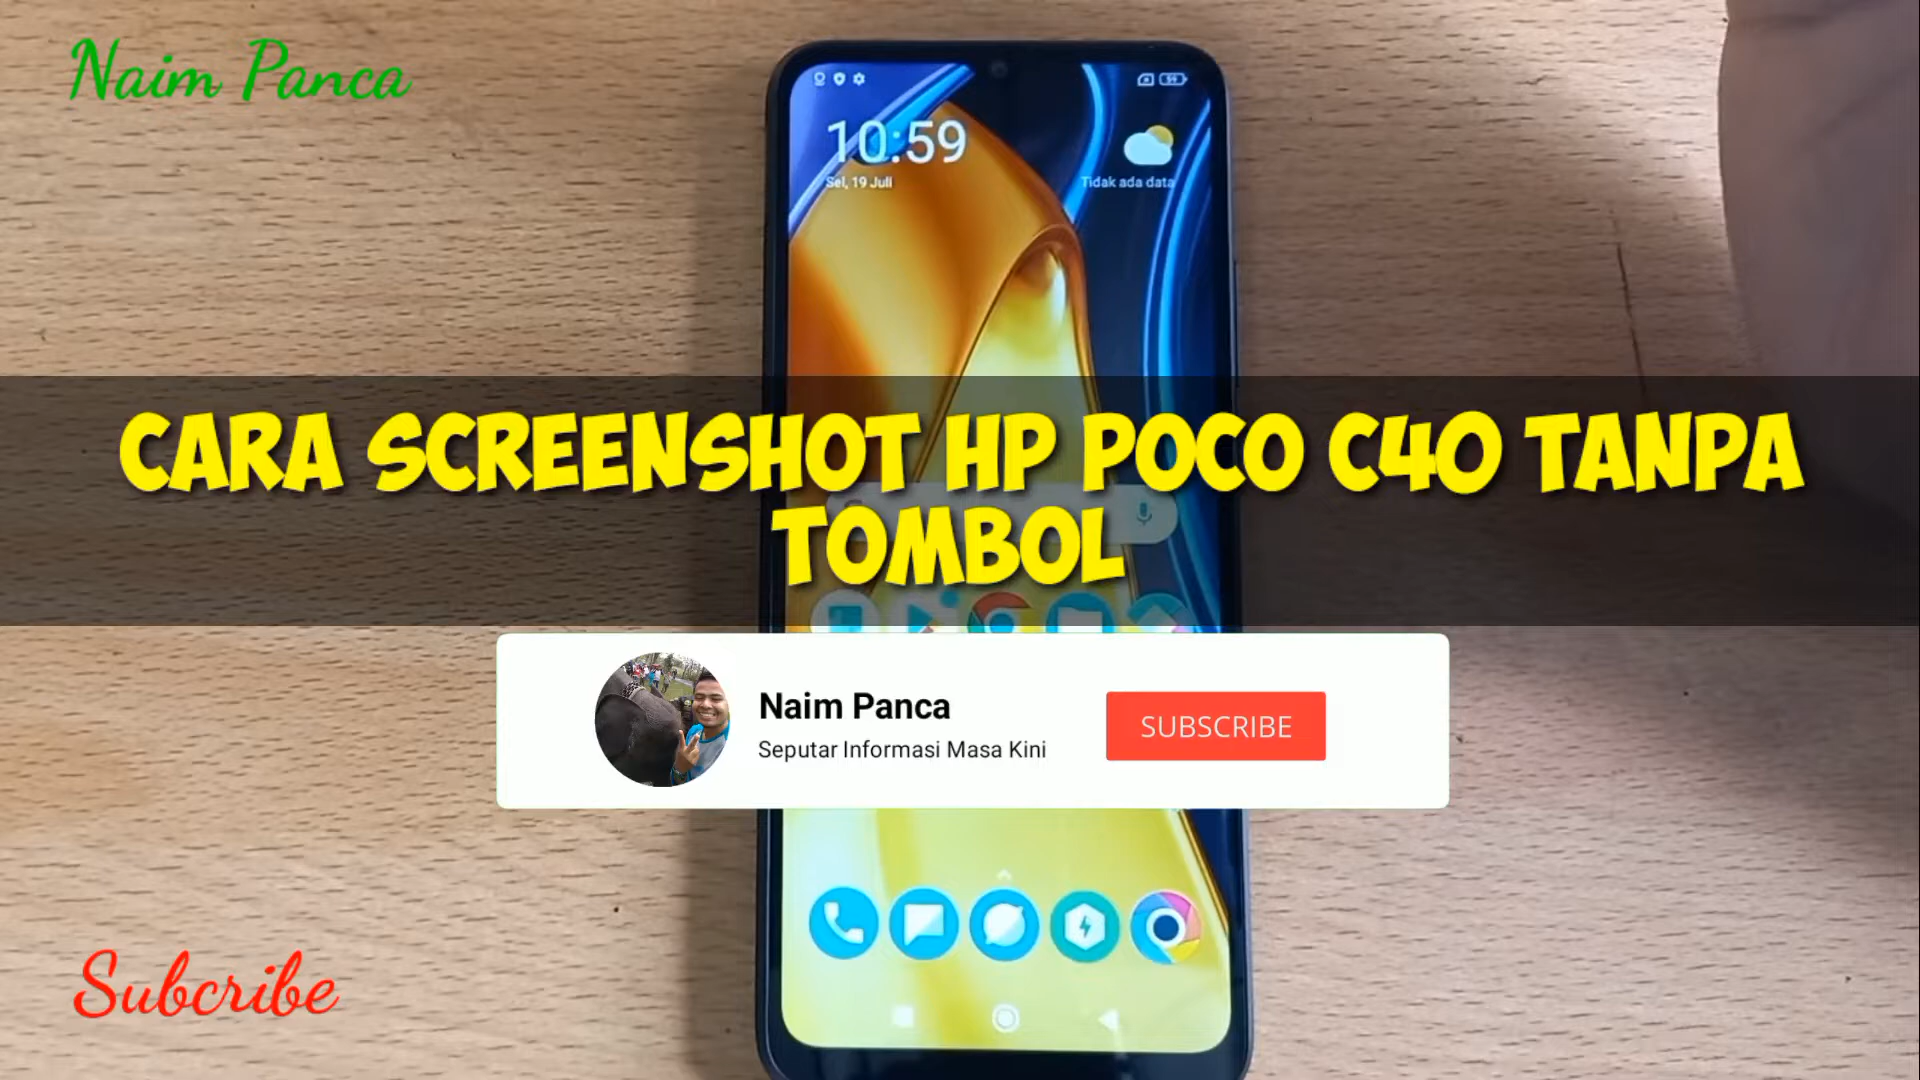 Naim Panca
59
10:59
Sel, 19 Juli
Tidak ada data
CARA SCREENSHOT HP POCO C40 TANPA
TOMBOL
Naim Panca
Seputar Informasi Masa Kini
SUBSCRIBE
Subcribe